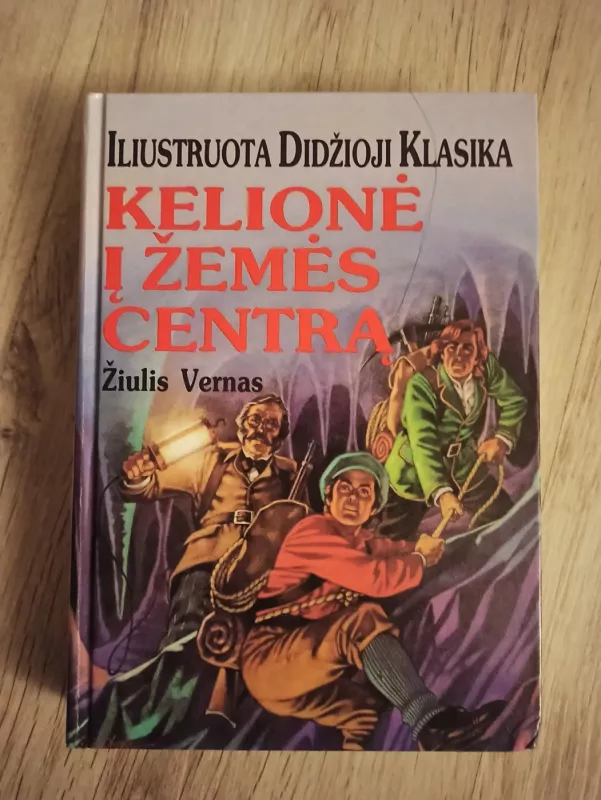 Iliustruota Didžioji Klasika
Kelionė
į Žemės
Centrą
Žiulis Vernas